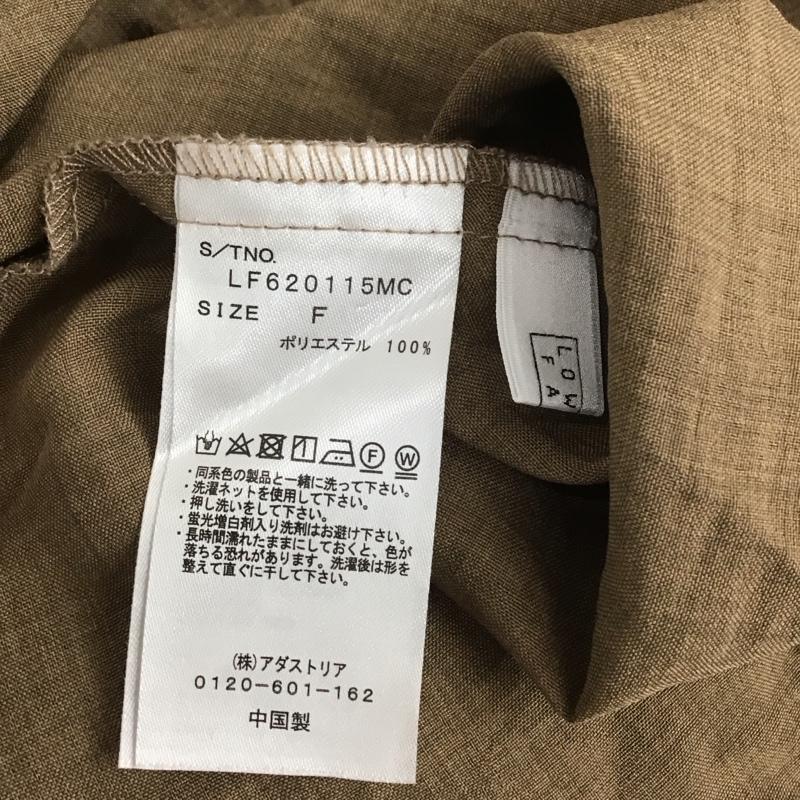 S/TNO.
LF620115MC
SIZE F
ポリエステル 100%
F W
・同系色の製品と一緒に洗って下さい。
・洗濯ネットを使用して下さい。
・押し洗いをして下さい。
・蛍光増白剤入り洗剤はお避け下さい。
・長時間濡れたままにしておくと、色が
落ちる恐れがあります。洗濯後は形を
整えて直ぐに干して下さい。
(株)アダストリア
0120-601-162
中国製
LOW
F A